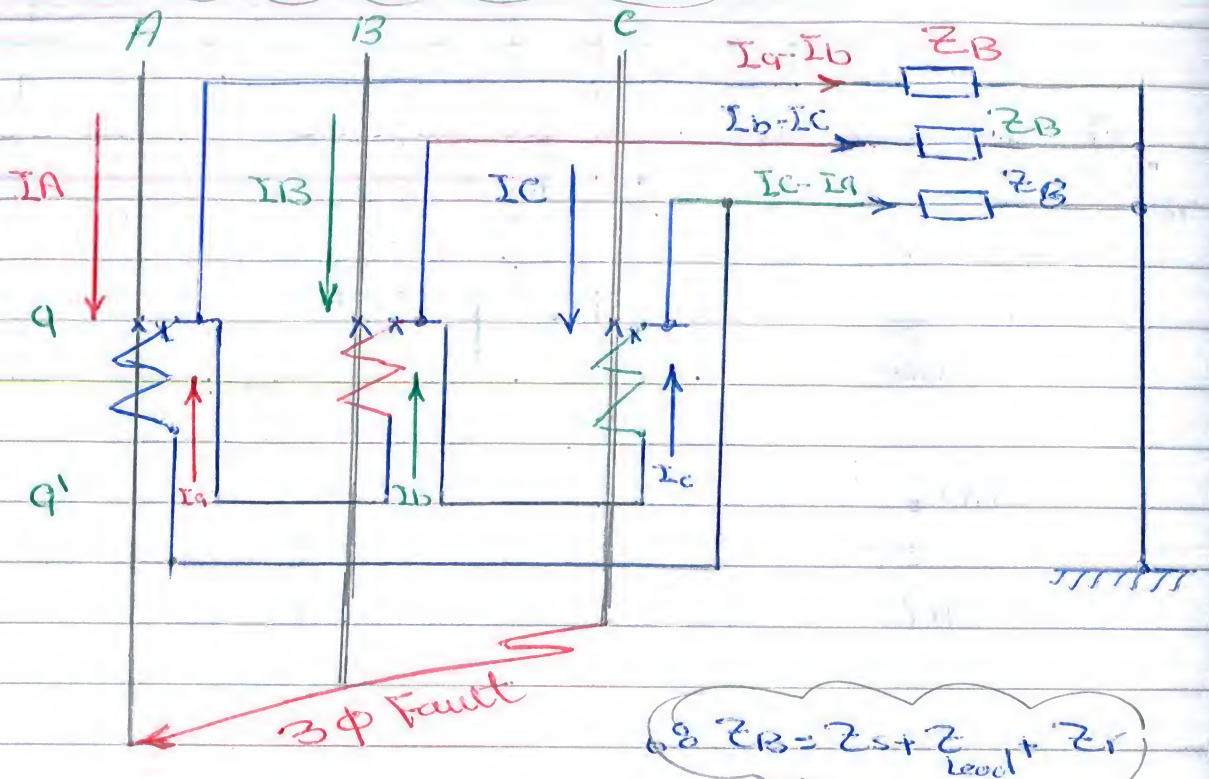 A B C
Ia-Ib ZB
Ib-Ic ZB
IA IB IC Ic-Ia ZB
a
Ic
a' Ia Ib
3Φ Fault
∴ ZB = Zs + Z Lead + Zr